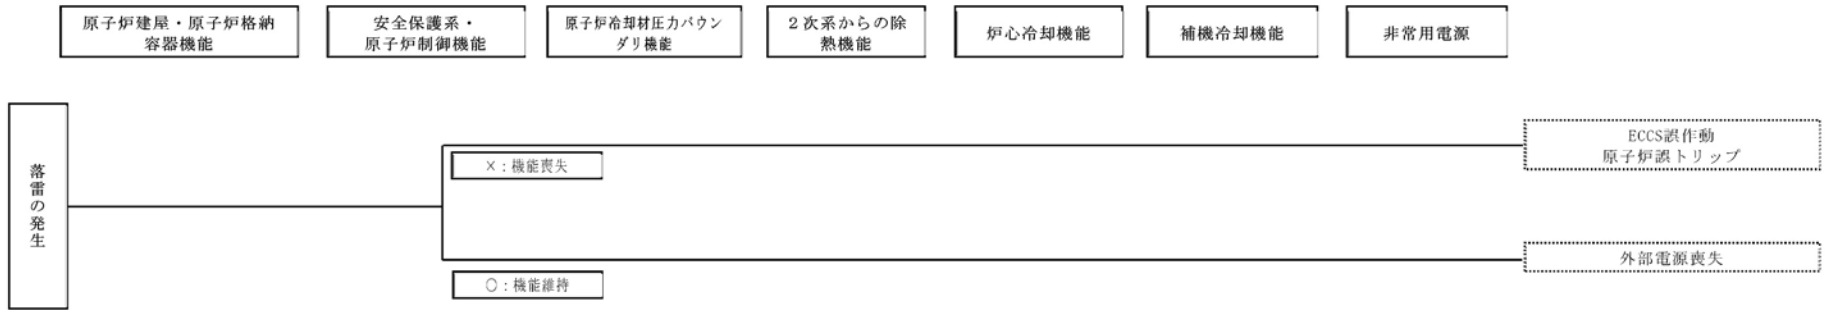 原子炉建屋・原子炉格納
容器機能
安全保護系・
原子炉制御機能
原子炉冷却材圧力バウン
ダリ機能
２次系からの除
熱機能
炉心冷却機能
補機冷却機能
非常用電源
落雷の発生
×：機能喪失
ECCS誤作動
原子炉誤トリップ
○：機能維持
外部電源喪失